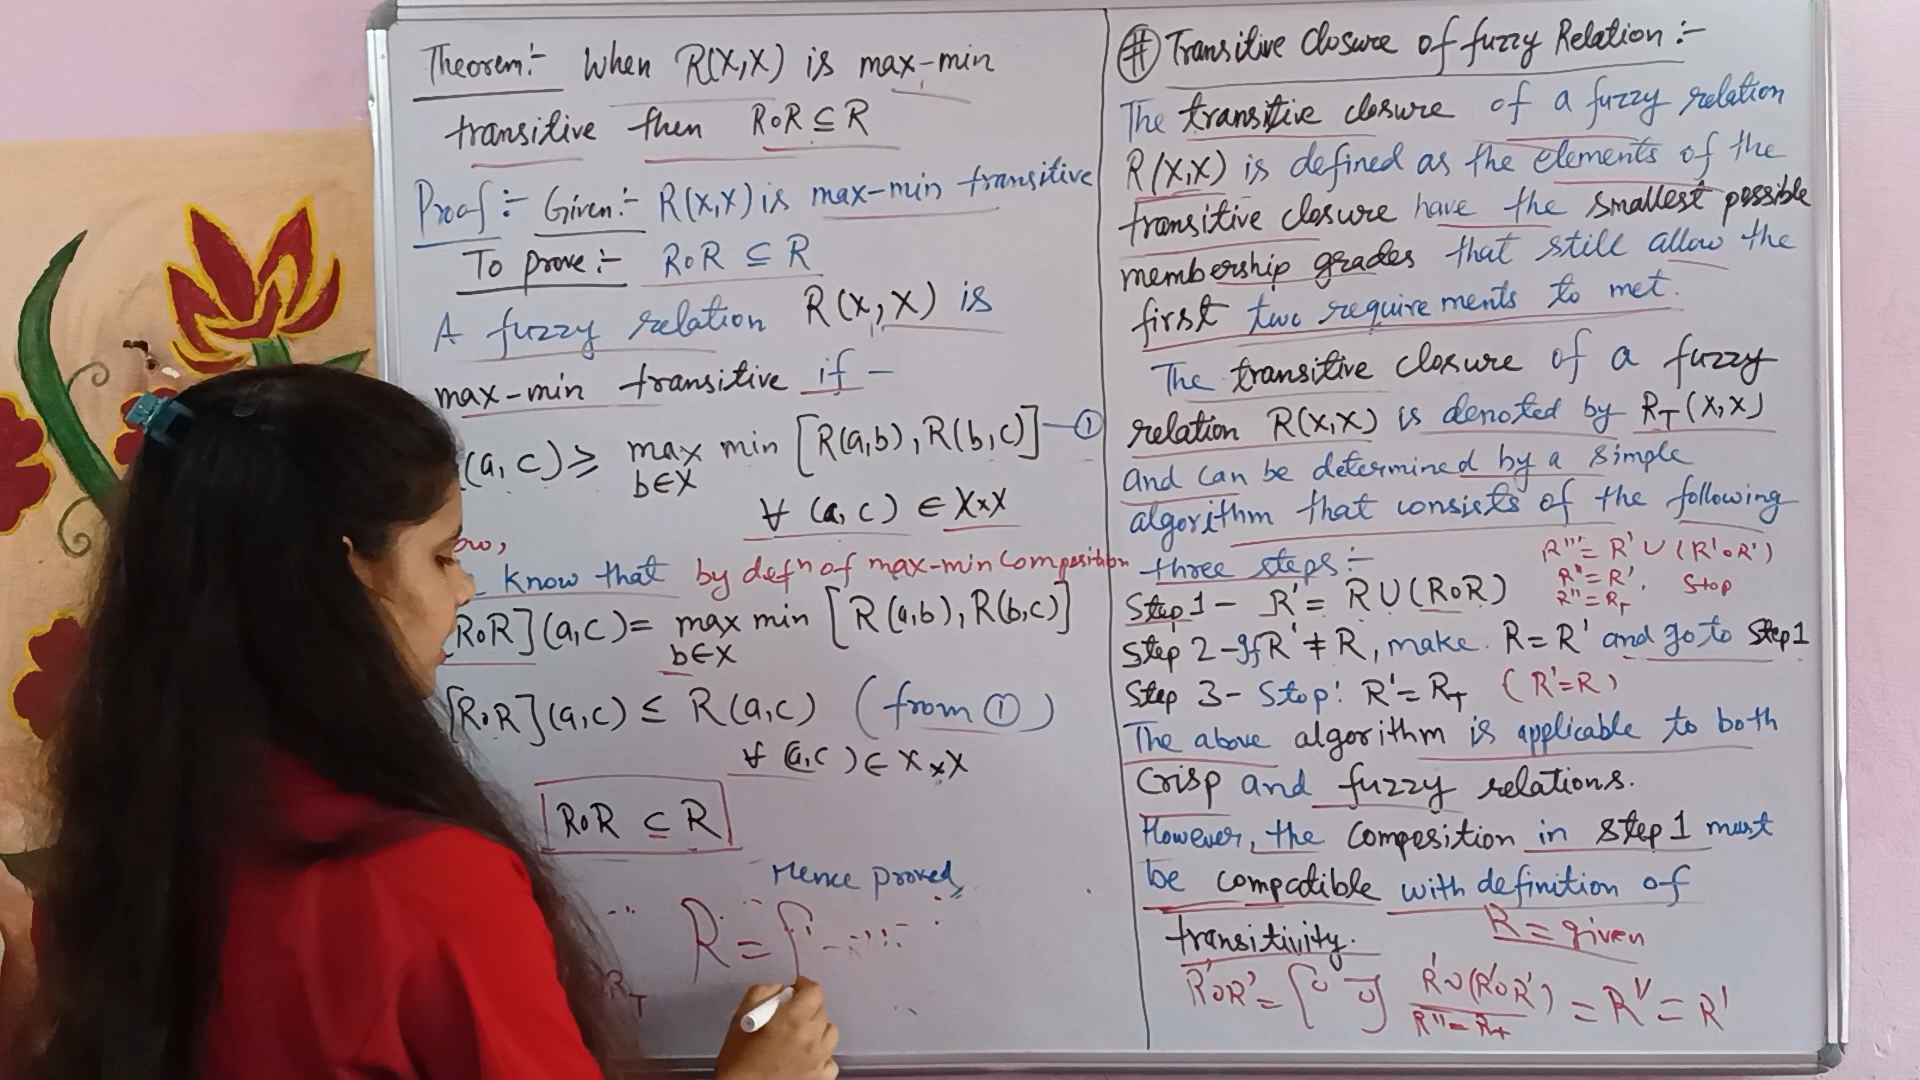 Theorem:- When R(X,X) is max-min
transitive then RoR ⊆ R
Proof:- Given:- R(X,X) is max-min transitive
To prove:- RoR ⊆ R
A fuzzy relation R(X,X) is
max-min transitive if -
(a, c) ≥ max min [R(a,b), R(b,c)] - ①
b∈X
∀ (a, c) ∈ X×X
ow,
know that by defⁿ of max-min Composition
[RoR](a,c) = max min [R(a,b), R(b,c)]
b∈X
[RoR](a,c) ≤ R(a,c) (from ①)
∀ (a,c) ∈ X×X
RoR ⊆ R
Hence proved
R = [
R_T
# Transitive Closure of fuzzy Relation :-
The transitive closure of a fuzzy relation
R(X,X) is defined as the elements of the
transitive closure have the smallest possible
membership grades that still allow the
first two requirements to met.
The transitive closure of a fuzzy
relation R(X,X) is denoted by R_T(X,X)
and can be determined by a simple
algorithm that consists of the following
three steps:-
R''' = R' ∪ (R'oR')
R'' = R', Stop
R'' = R_T
Step 1 - R' = R ∪ (RoR)
Step 2 - If R' ≠ R, make R = R' and go to Step 1
Step 3 - Stop! R' = R_T (R'=R)
The above algorithm is applicable to both
Crisp and fuzzy relations.
However, the composition in step 1 must
be compatible with definition of
transitivity.
R = given
R'oR' = [ ] R'∪(R'oR') = R'' = R'
R'' = R_T